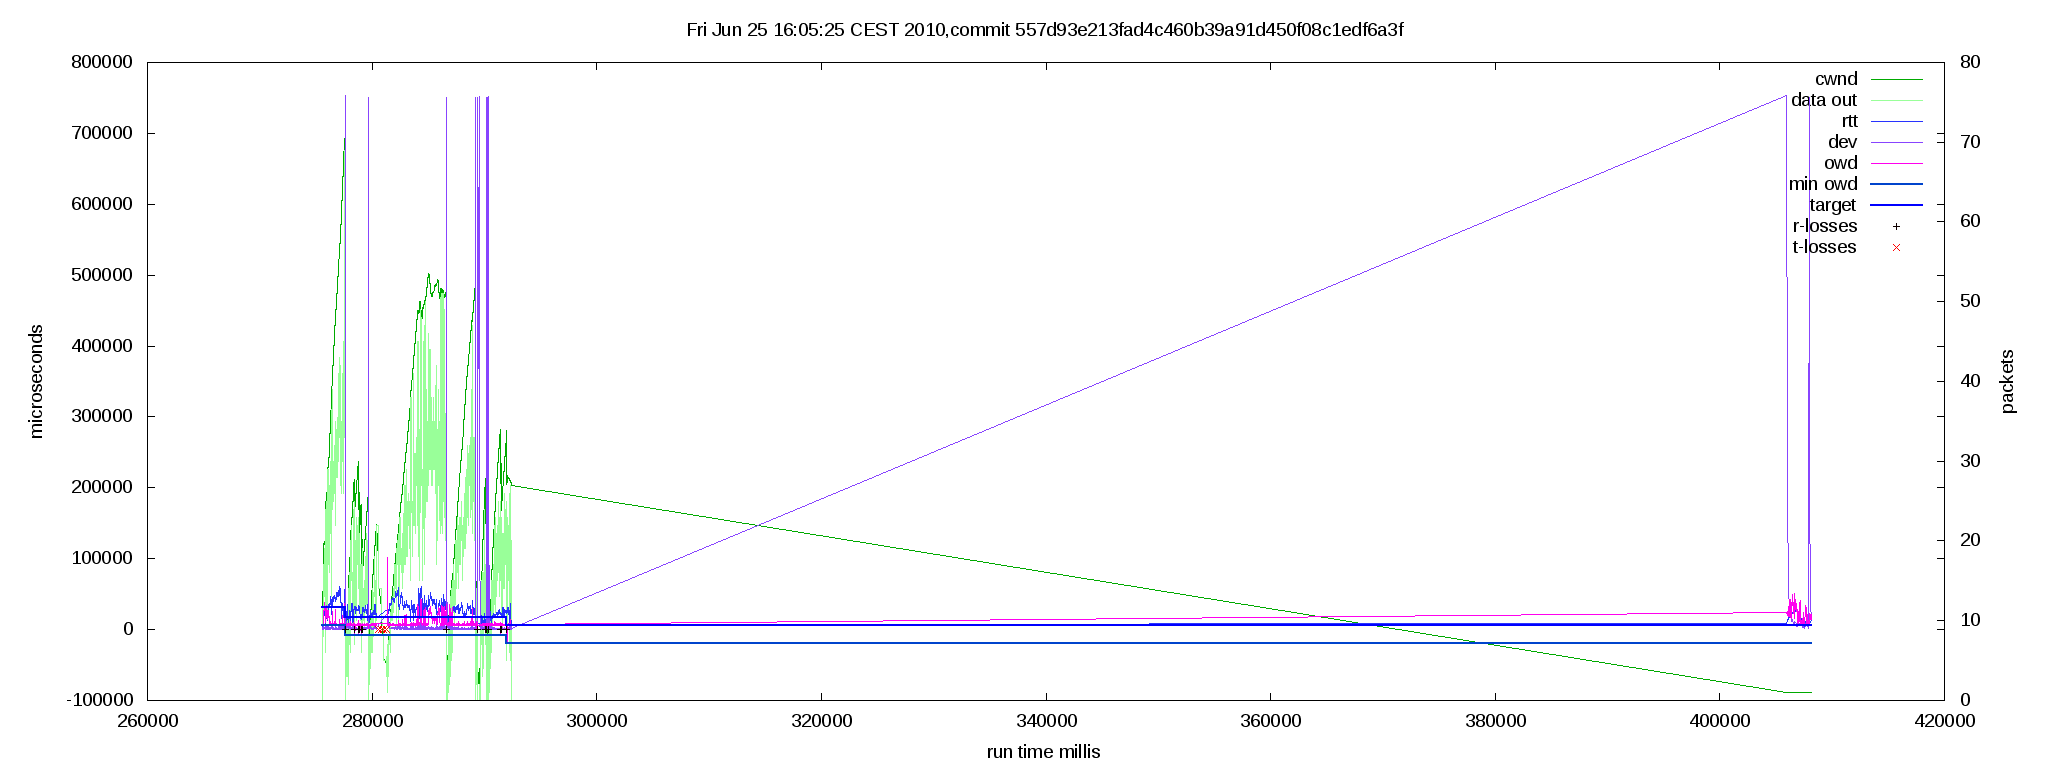 Fri Jun 25 16:05:25 CEST 2010,commit 557d93e213fad4c460b39a91d450f08c1edf6a3f
800000
700000
600000
500000
400000
300000
200000
100000
0
-100000
microseconds
80
70
60
50
40
30
20
10
0
packets
cwnd
data out
rtt
dev
owd
min owd
target
r-losses
t-losses
260000 280000 300000 320000 340000 360000 380000 400000 420000
run time millis